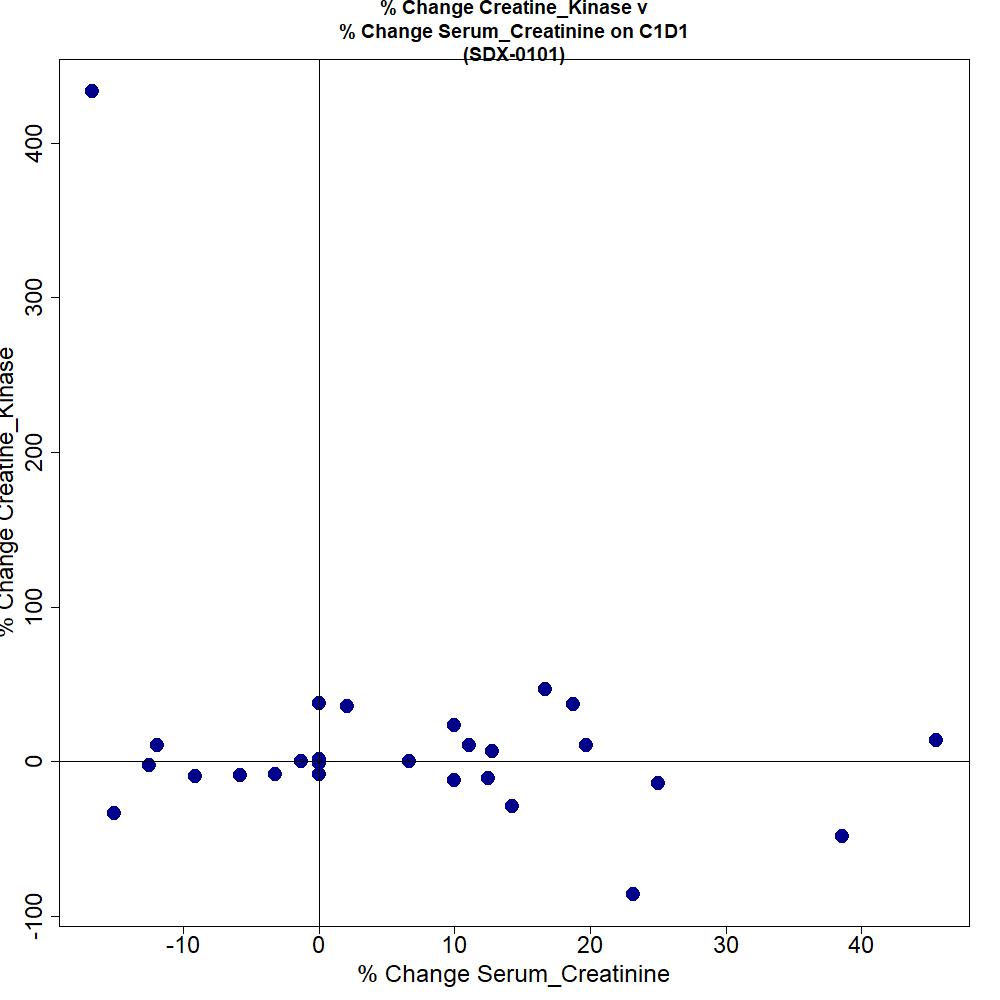 % Change Creatine_Kinase v
% Change Serum_Creatinine on C1D1
(SDX-0101)
% Change Creatine_Kinase
400
300
200
100
0
-100
-10
0
10
20
30
40
% Change Serum_Creatinine